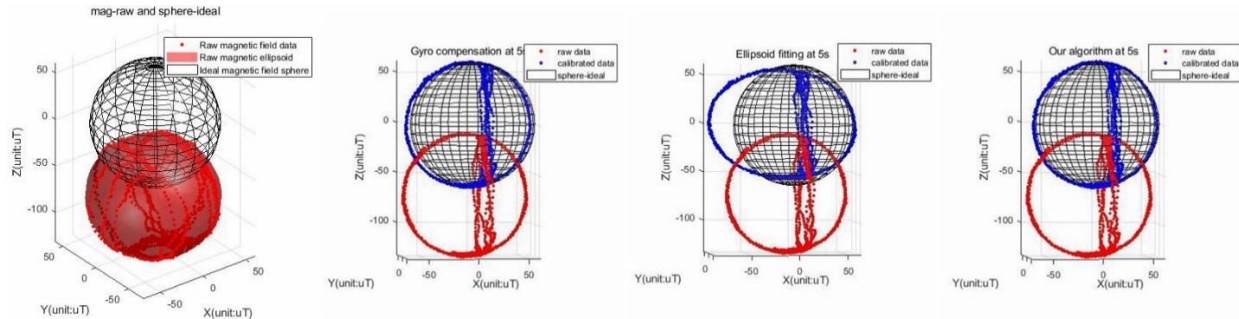 mag-raw and sphere-ideal
Raw magnetic field data
Raw magnetic ellipsoid
Ideal magnetic field sphere
Z(unit:uT)
50
0
-50
-100
50
0
-50
Y(unit:uT)
-50
0
50
X(unit:uT)
Gyro compensation at 5s
raw data
calibrated data
sphere-ideal
Z(unit:uT)
50
0
-50
-100
0
-50
0
50
Y(unit:uT)
X(unit:uT)
Ellipsoid fitting at 5s
raw data
calibrated data
sphere-ideal
Z(unit:uT)
50
0
-50
-100
0
-50
0
50
Y(unit:uT)
X(unit:uT)
Our algorithm at 5s
raw data
calibrated data
sphere-ideal
Z(unit:uT)
50
0
-50
-100
0
-50
0
50
Y(unit:uT)
X(unit:uT)